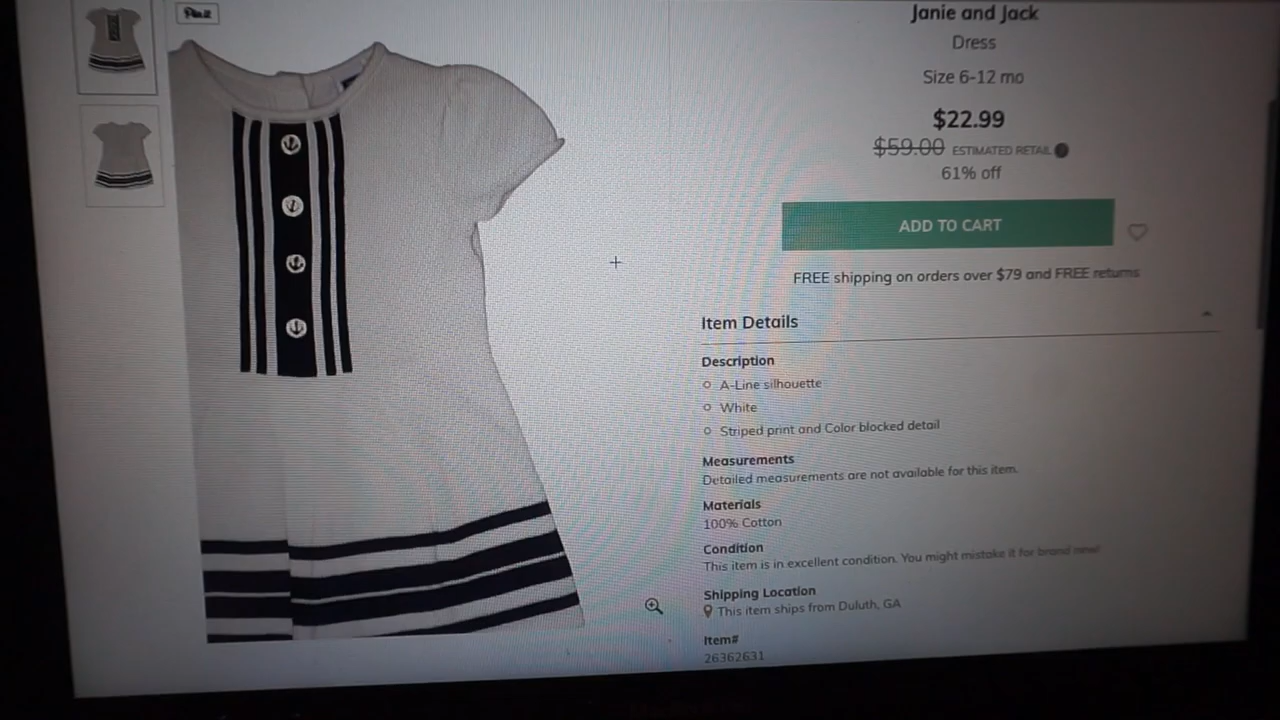 Pin it
Janie and Jack
Dress
Size 6-12 mo
$22.99
$59.00 ESTIMATED RETAIL
61% off
ADD TO CART
FREE shipping on orders over $79 and FREE returns
Item Details
Description
A-Line silhouette
White
Striped print and Color blocked detail
Measurements
Detailed measurements are not available for this item.
Materials
100% Cotton
Condition
This item is in excellent condition. You might mistake it for brand new!
Shipping Location
This item ships from Duluth, GA
Item#
26362631